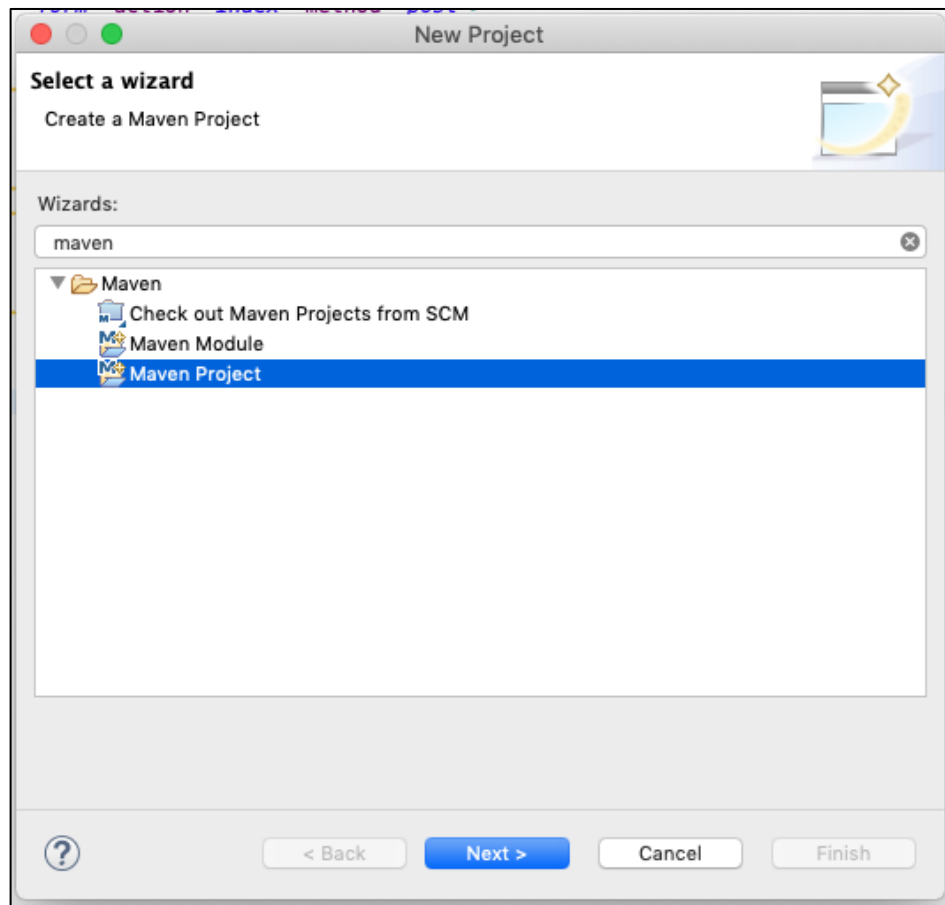 New Project
Select a wizard
Create a Maven Project
Wizards:
maven
Maven
Check out Maven Projects from SCM
Maven Module
Maven Project
? < Back Next > Cancel Finish